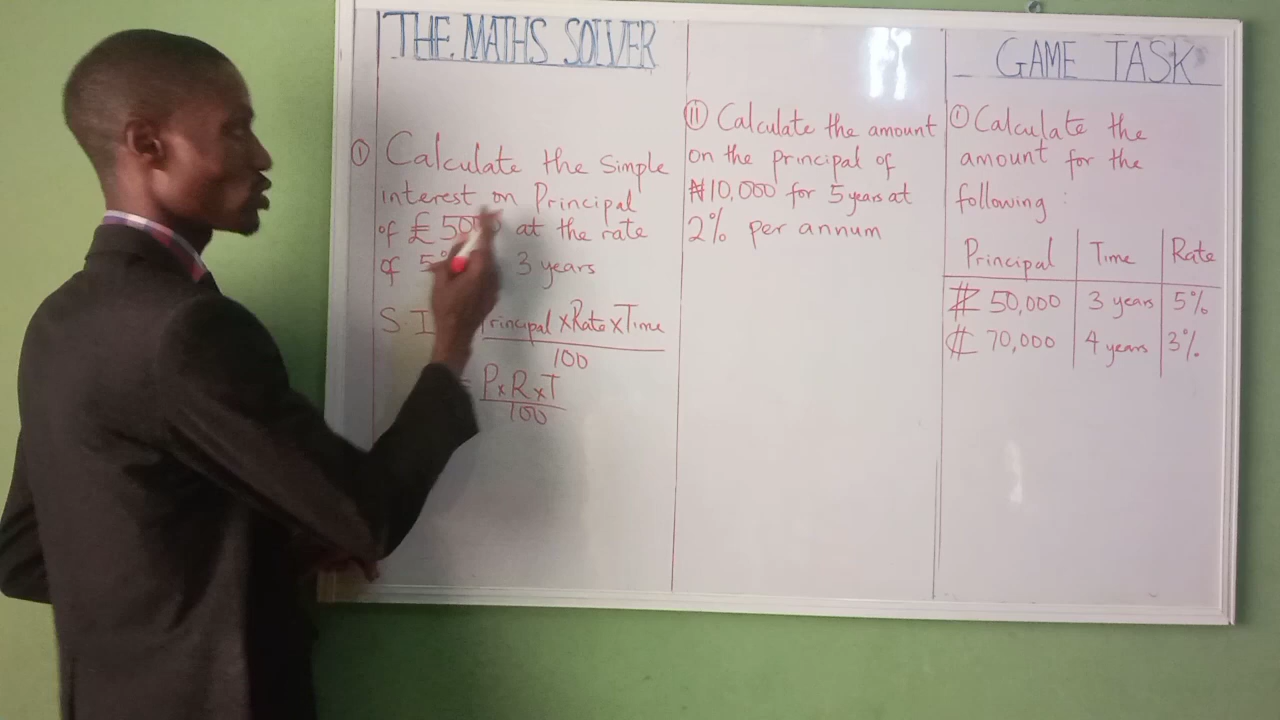 THE MATHS SOLVER
① Calculate the Simple
interest on Principal
of £ 5000 at the rate
of 5% 3 years
S.I Principal x Rate x Time
100
= P x R x T
100
II Calculate the amount
on the principal of
₦10,000 for 5 years at
2% per annum
GAME TASK
① Calculate the
amount for the
following :
Principal Time Rate
₦ 50,000 3 years 5%
₵ 70,000 4 years 3%